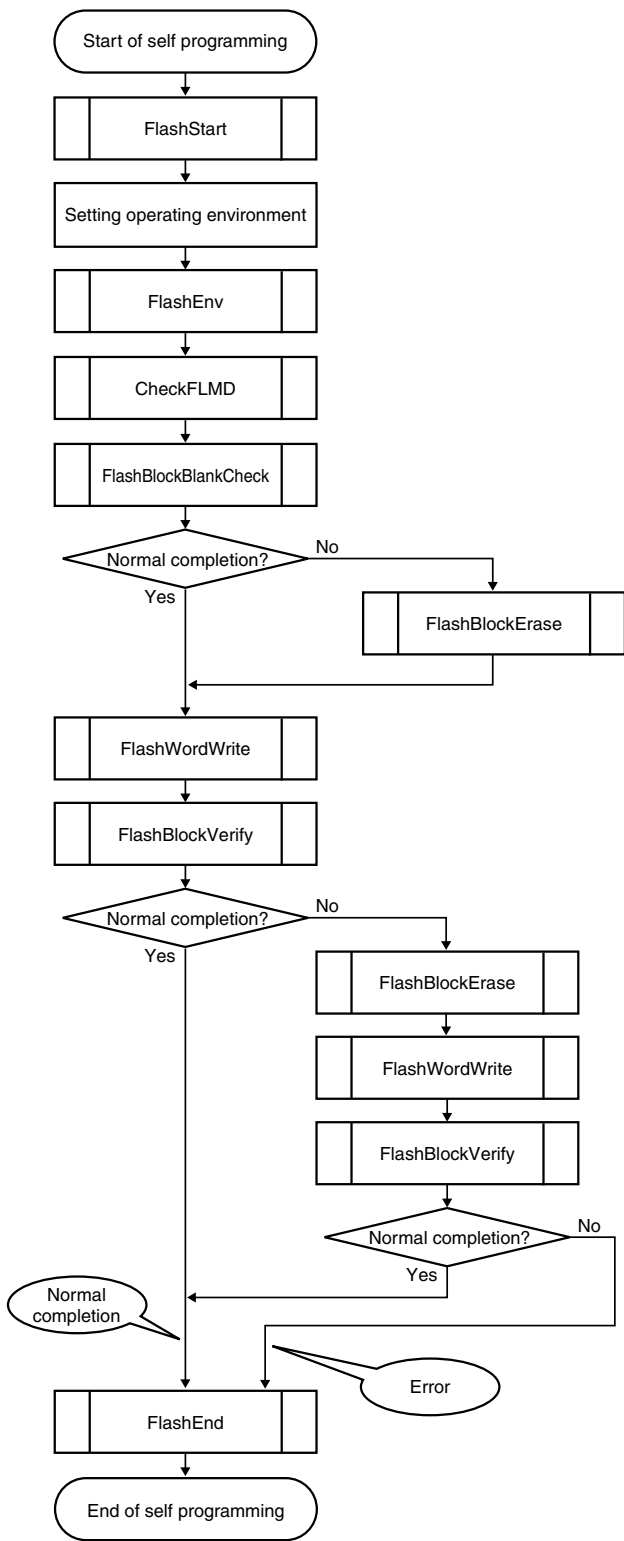 Start of self programming
FlashStart
Setting operating environment
FlashEnv
CheckFLMD
FlashBlockBlankCheck
Normal completion?
No
Yes
FlashBlockErase
FlashWordWrite
FlashBlockVerify
Normal completion?
No
Yes
FlashBlockErase
FlashWordWrite
FlashBlockVerify
Normal completion?
No
Yes
Normal
completion
Error
FlashEnd
End of self programming